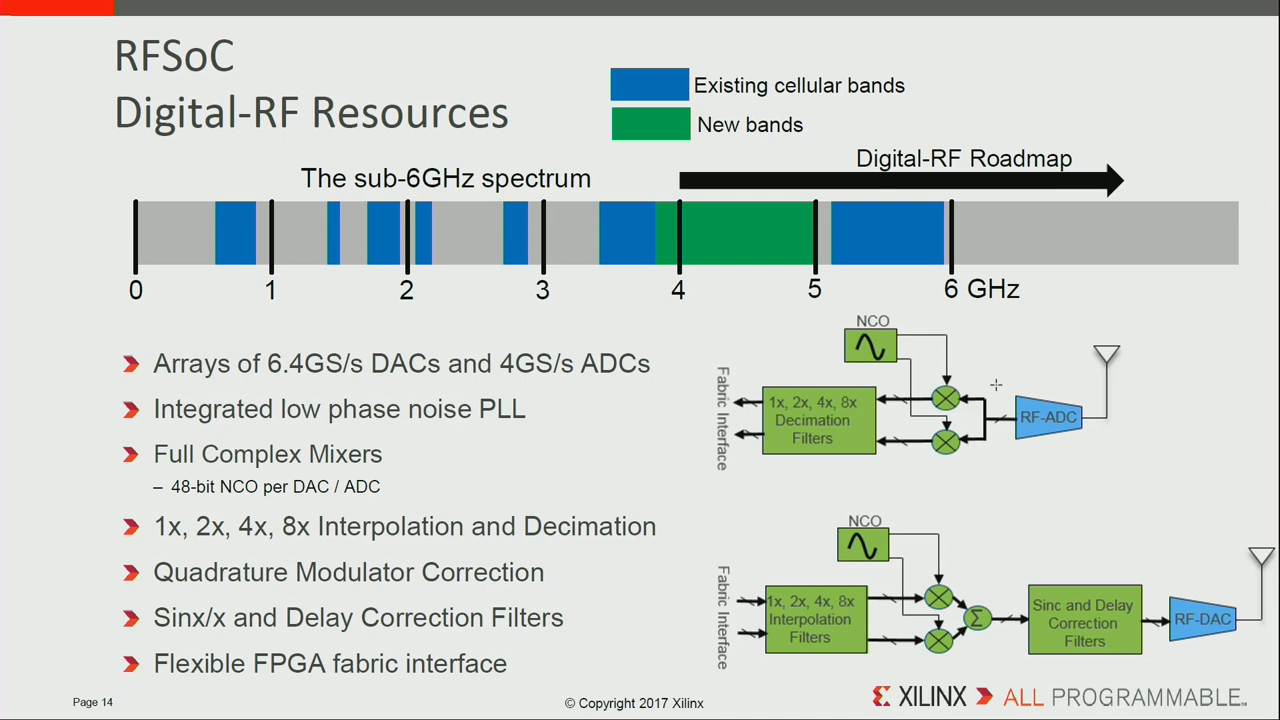 RFSoC
Digital-RF Resources
Existing cellular bands
New bands
Digital-RF Roadmap
The sub-6GHz spectrum
0 1 2 3 4 5 6 GHz
Arrays of 6.4GS/s DACs and 4GS/s ADCs
Integrated low phase noise PLL
Full Complex Mixers
– 48-bit NCO per DAC / ADC
1x, 2x, 4x, 8x Interpolation and Decimation
Quadrature Modulator Correction
Sinx/x and Delay Correction Filters
Flexible FPGA fabric interface
NCO
Fabric Interface
1x, 2x, 4x, 8x
Decimation
Filters
RF-ADC
NCO
Fabric Interface
1x, 2x, 4x, 8x
Interpolation
Filters
Σ
Sinc and Delay
Correction
Filters
RF-DAC
Page 14
© Copyright 2017 Xilinx
XILINX ALL PROGRAMMABLE™